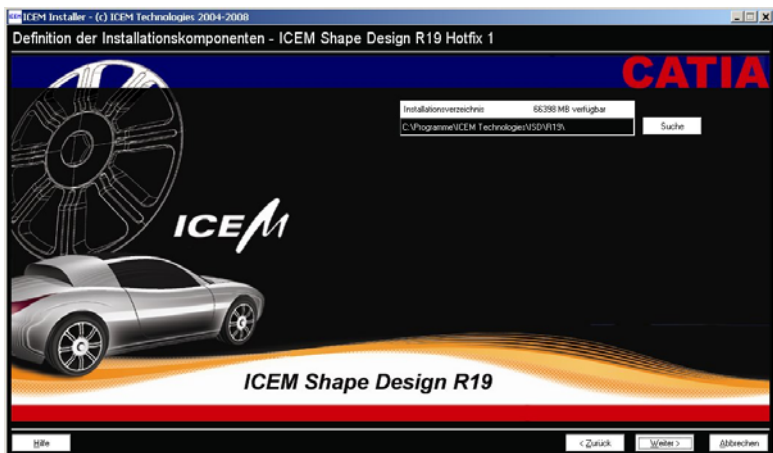 ICEM Installer - (c) ICEM Technologies 2004-2008
Definition der Installationskomponenten - ICEM Shape Design R19 Hotfix 1
CATIA
Installationsverzeichnis 66398 MB verfügbar
C:\Programme\ICEM Technologies\ISD\R19\ Suche
ICEM
ICEM Shape Design R19
Hilfe < Zurück Weiter > Abbrechen